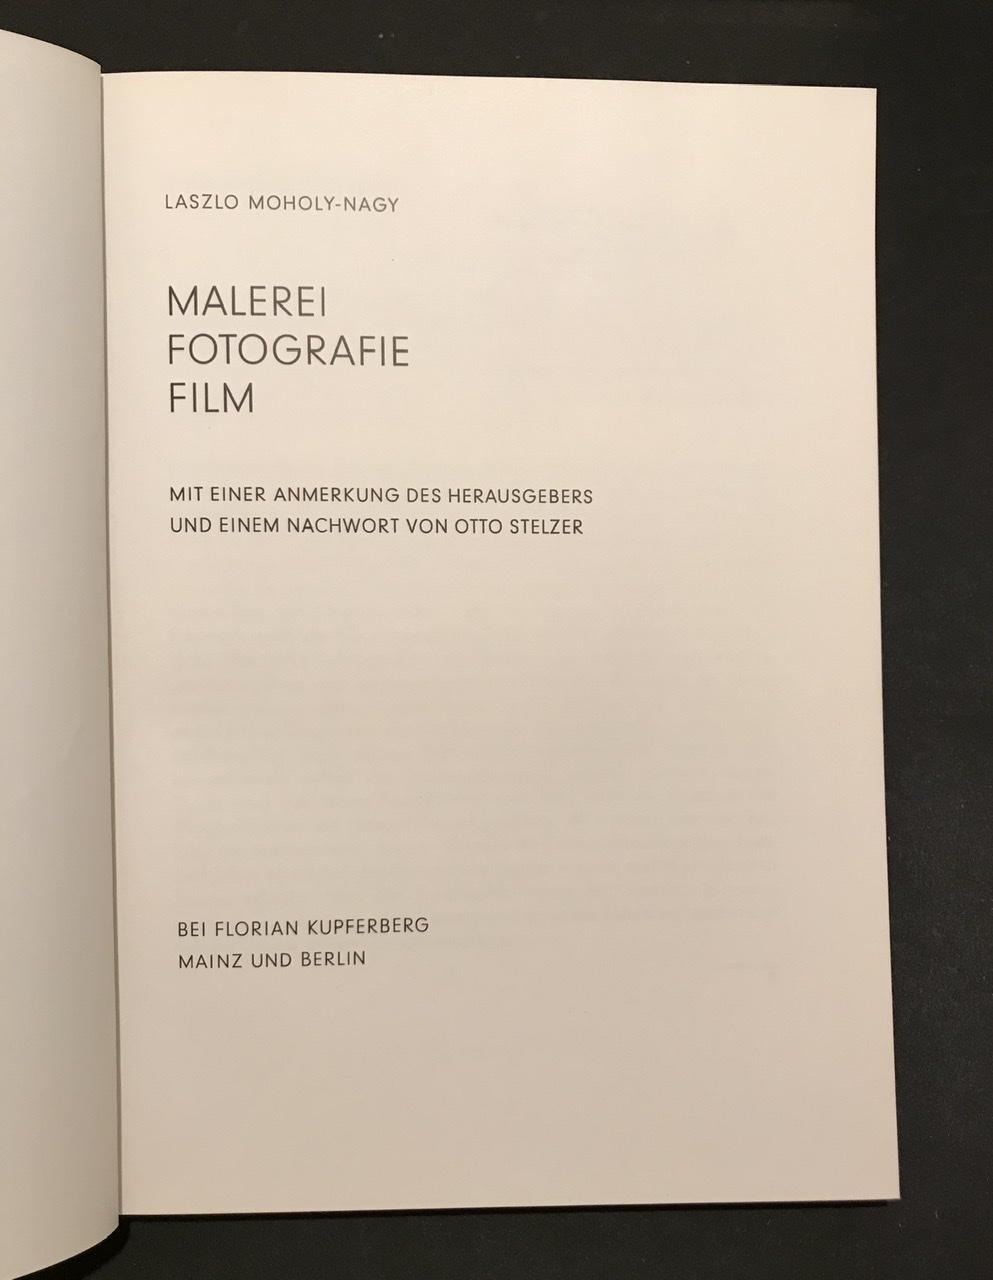 LASZLO MOHOLY-NAGY
MALEREI
FOTOGRAFIE
FILM
MIT EINER ANMERKUNG DES HERAUSGEBERS
UND EINEM NACHWORT VON OTTO STELZER
BEI FLORIAN KUPFERBERG
MAINZ UND BERLIN